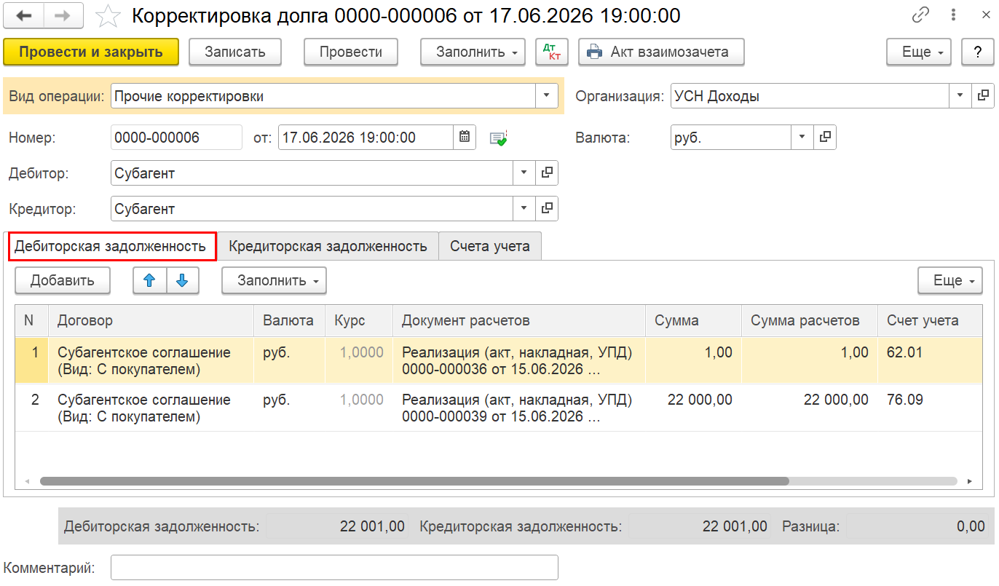 Корректировка долга 0000-000006 от 17.06.2026 19:00:00
Провести и закрыть Записать Провести Заполнить Дт Кт Акт взаимозачета Еще ?
Вид операции: Прочие корректировки Организация: УСН Доходы
Номер: 0000-000006 от: 17.06.2026 19:00:00 Валюта: руб.
Дебитор: Субагент
Кредитор: Субагент
Дебиторская задолженность Кредиторская задолженность Счета учета
Добавить Заполнить Еще
N Договор Валюта Курс Документ расчетов Сумма Сумма расчетов Счет учета
1 Субагентское соглашение руб. 1,0000 Реализация (акт, накладная, УПД) 1,00 1,00 62.01
(Вид: С покупателем) 0000-000036 от 15.06.2026 ...
2 Субагентское соглашение руб. 1,0000 Реализация (акт, накладная, УПД) 22 000,00 22 000,00 76.09
(Вид: С покупателем) 0000-000039 от 15.06.2026 ...
Дебиторская задолженность: 22 001,00 Кредиторская задолженность: 22 001,00 Разница: 0,00
Комментарий: